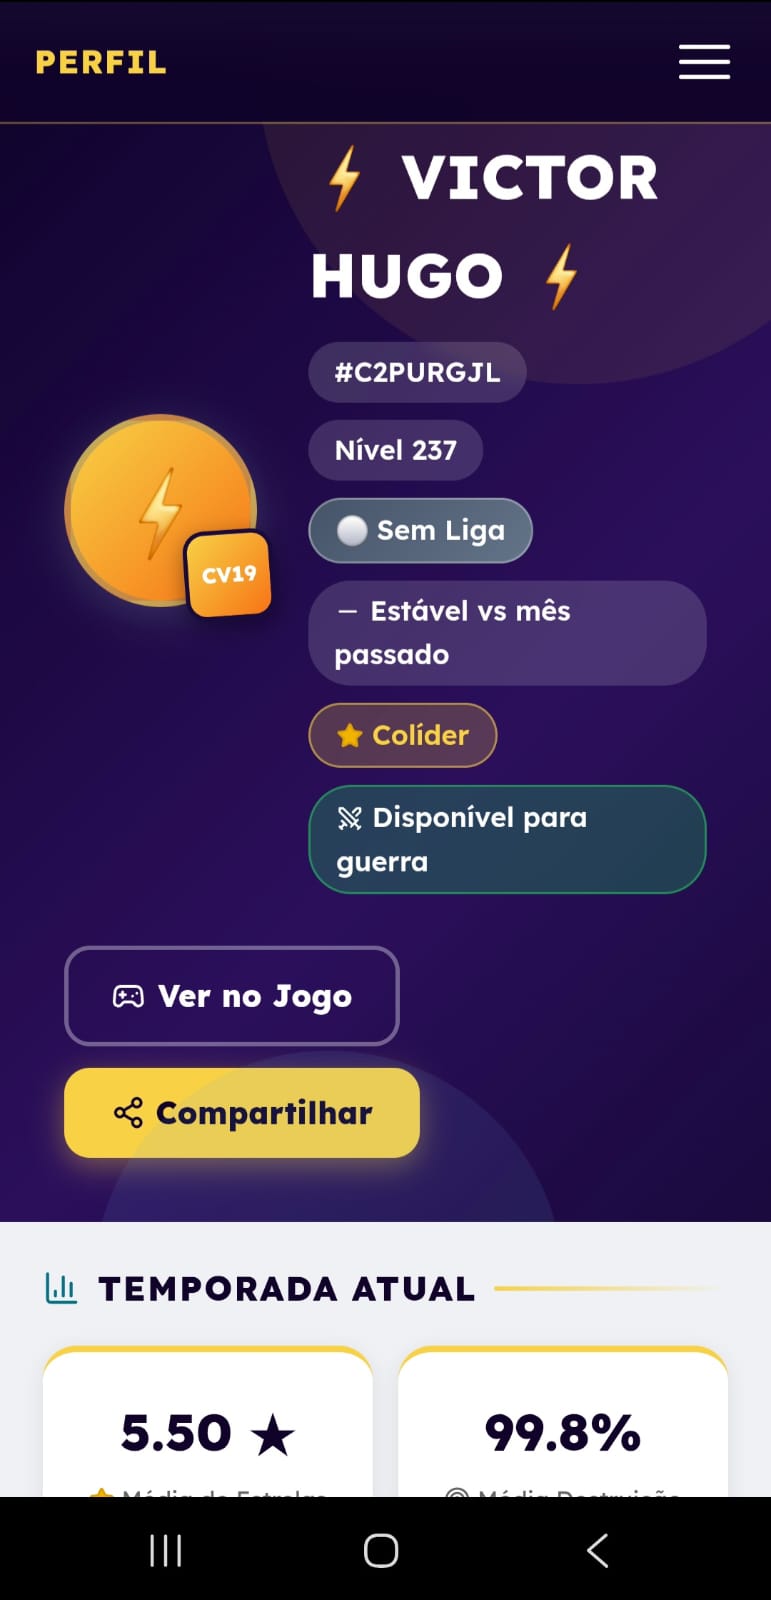 PERFIL
⚡ VICTOR
HUGO ⚡
#C2PURGJL
Nível 237
CV19
Sem Liga
— Estável vs mês
passado
⭐ Colíder
⚔ Disponível para
guerra
Ver no Jogo
Compartilhar
TEMPORADA ATUAL
5.50 ★
99.8%